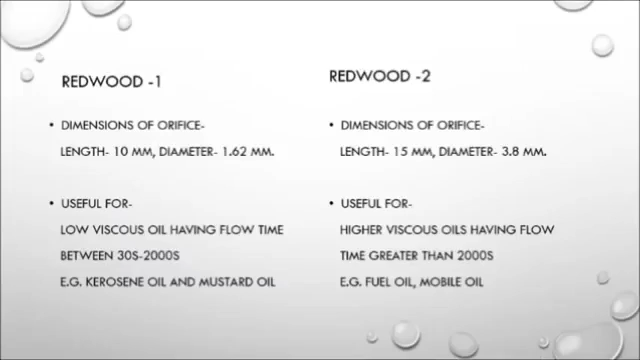 REDWOOD -1
• DIMENSIONS OF ORIFICE-
LENGTH- 10 MM, DIAMETER- 1.62 MM.
• USEFUL FOR-
LOW VISCOUS OIL HAVING FLOW TIME
BETWEEN 30S-2000S
E.G. KEROSENE OIL AND MUSTARD OIL
REDWOOD -2
• DIMENSIONS OF ORIFICE-
LENGTH- 15 MM, DIAMETER- 3.8 MM.
• USEFUL FOR-
HIGHER VISCOUS OILS HAVING FLOW
TIME GREATER THAN 2000S
E.G. FUEL OIL, MOBILE OIL